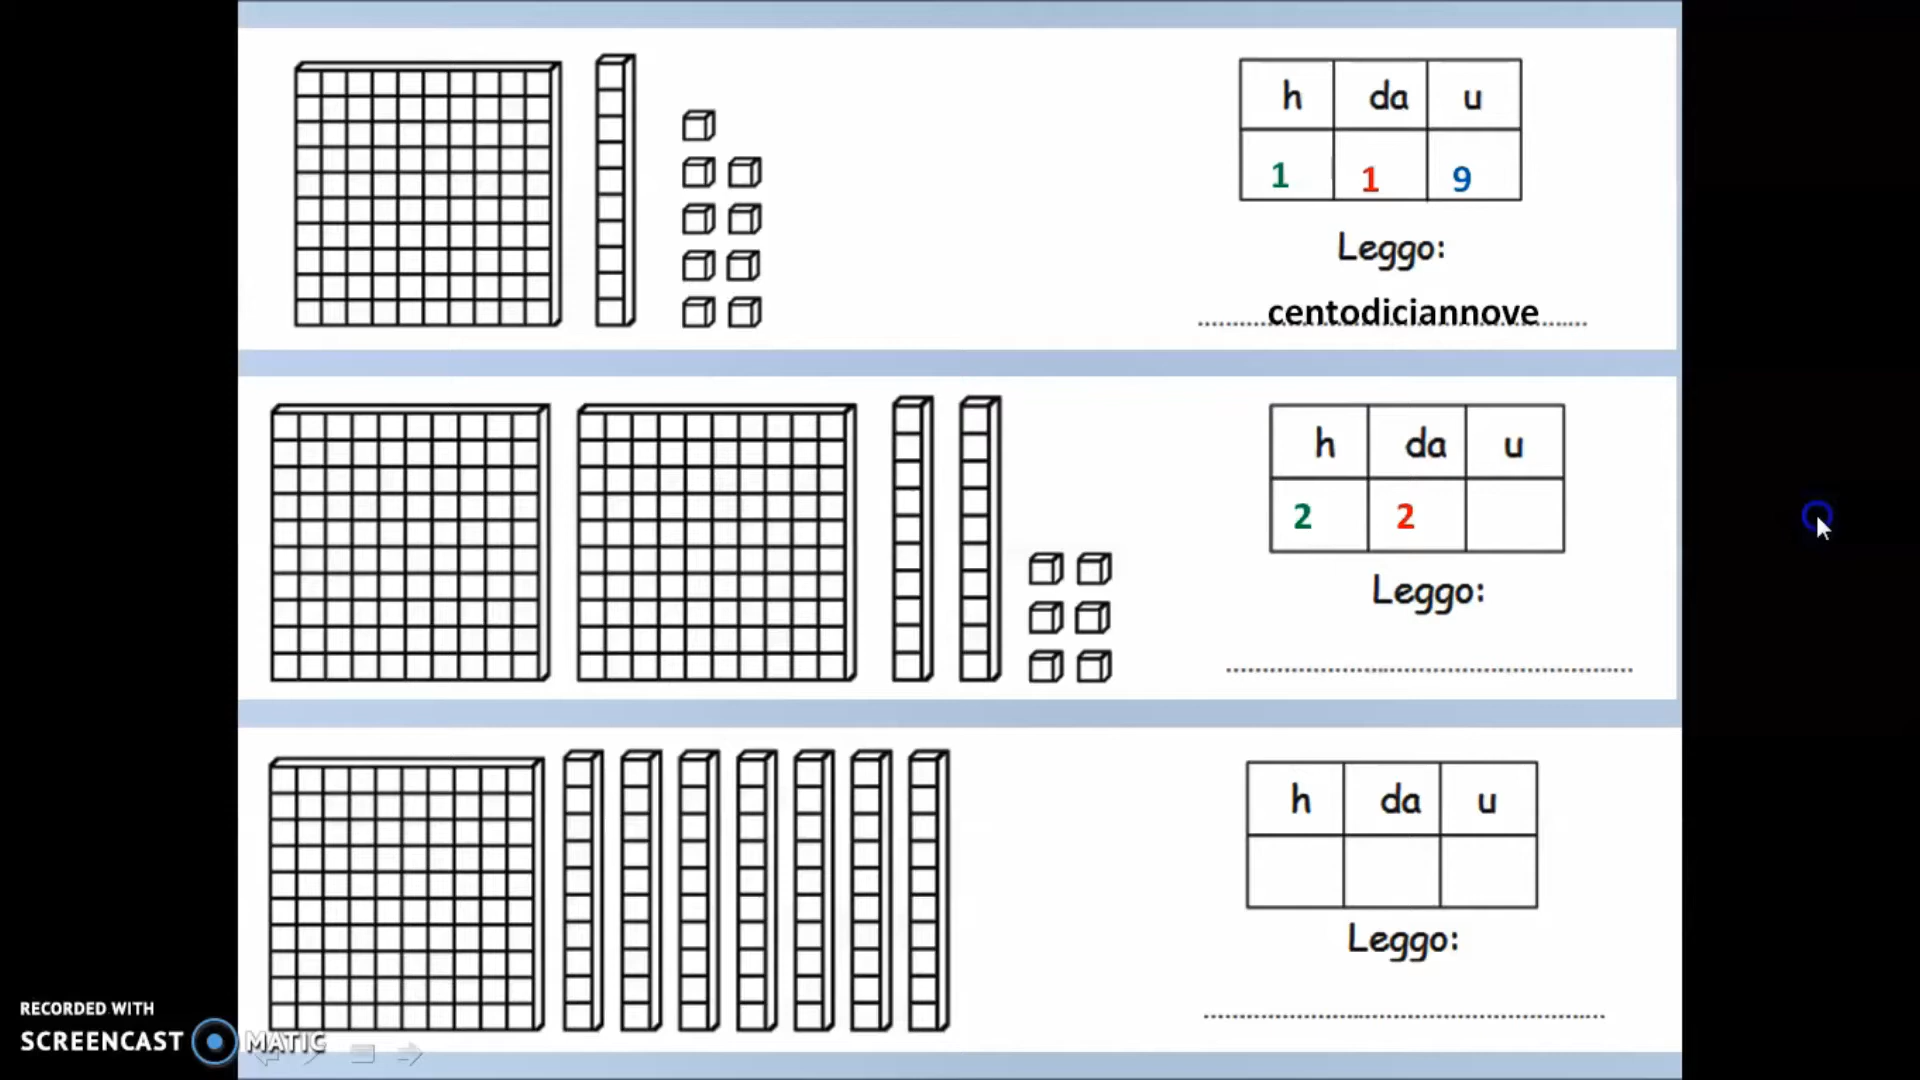 h da u
1 1 9
Leggo:
centodiciannove
h da u
2 2
Leggo:
h da u
Leggo:
RECORDED WITH
SCREENCAST MATIC